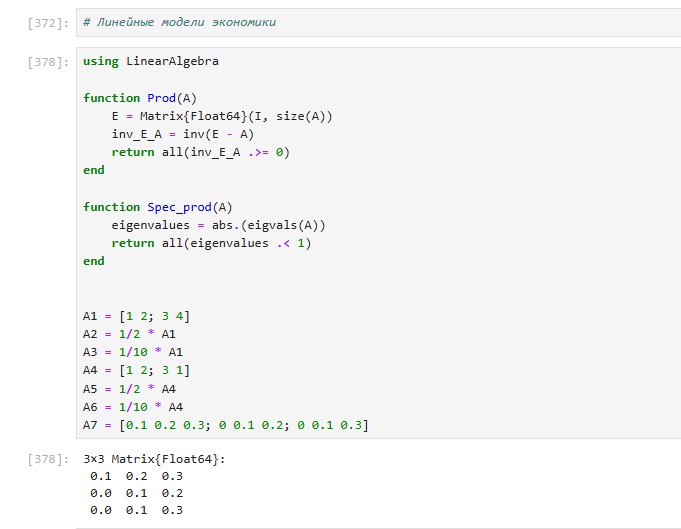 [372]: # Линейные модели экономики
[378]: using LinearAlgebra
function Prod(A)
    E = Matrix{Float64}(I, size(A))
    inv_E_A = inv(E - A)
    return all(inv_E_A .>= 0)
end
function Spec_prod(A)
    eigenvalues = abs.(eigvals(A))
    return all(eigenvalues .< 1)
end
A1 = [1 2; 3 4]
A2 = 1/2 * A1
A3 = 1/10 * A1
A4 = [1 2; 3 1]
A5 = 1/2 * A4
A6 = 1/10 * A4
A7 = [0.1 0.2 0.3; 0 0.1 0.2; 0 0.1 0.3]
[378]: 3×3 Matrix{Float64}:
 0.1  0.2  0.3
 0.0  0.1  0.2
 0.0  0.1  0.3